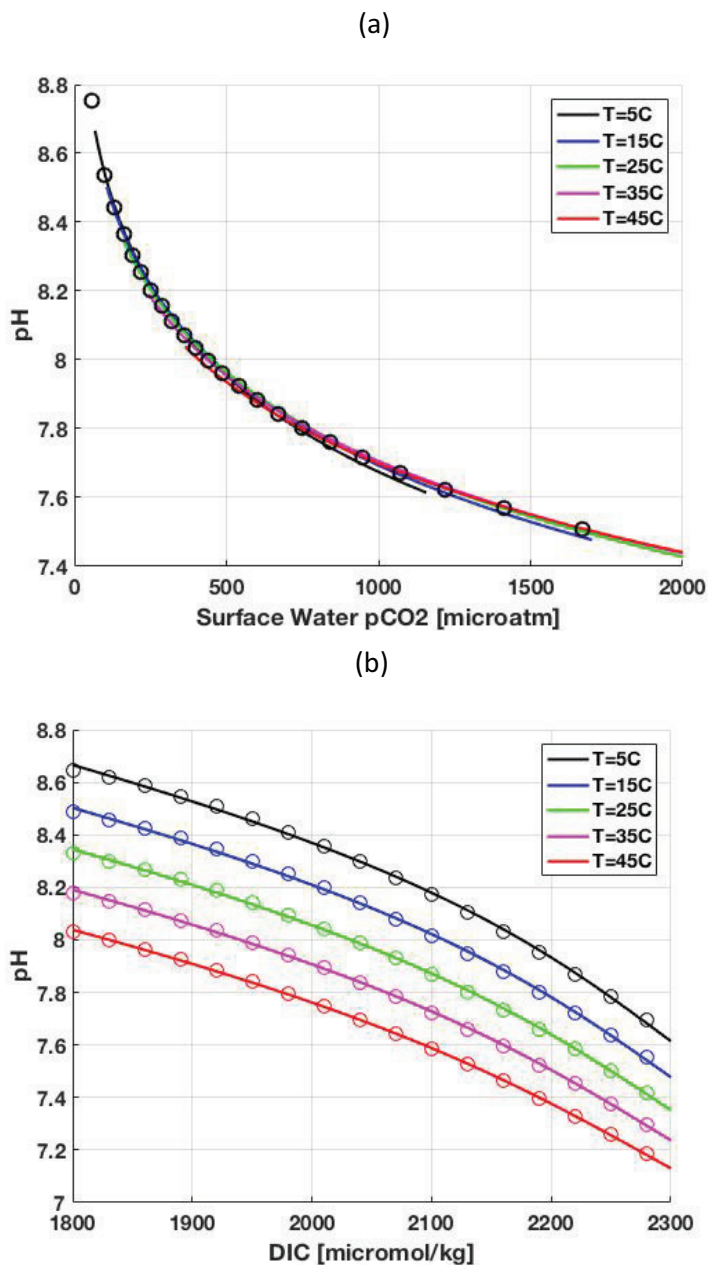 (a)
8.8
8.6
8.4
8.2
8
7.8
7.6
7.4
pH
T=5C
T=15C
T=25C
T=35C
T=45C
0 500 1000 1500 2000
Surface Water pCO2 [microatm]
(b)
8.8
8.6
8.4
8.2
8
7.8
7.6
7.4
7.2
7
pH
T=5C
T=15C
T=25C
T=35C
T=45C
1800 1900 2000 2100 2200 2300
DIC [micromol/kg]